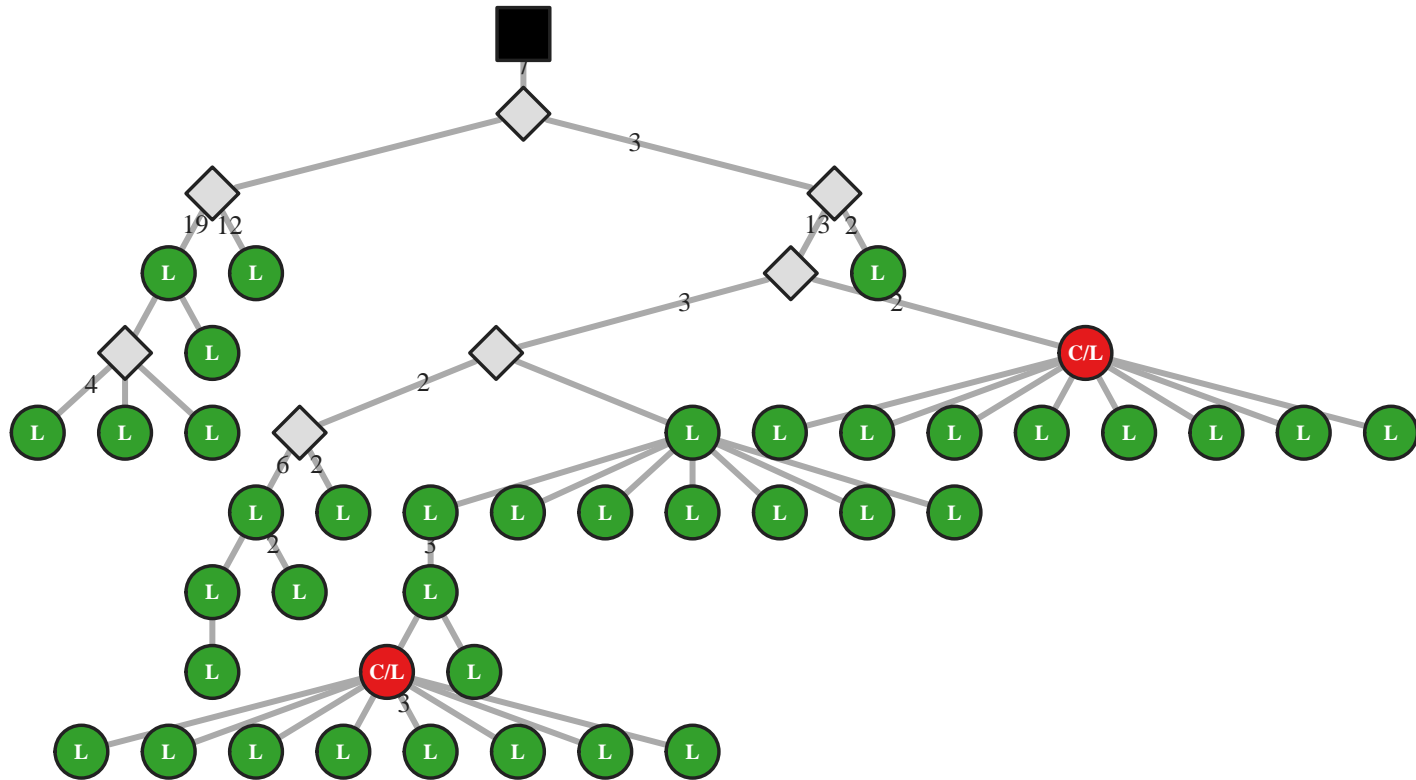 7
3
19 12 13 2
L L L
3 2
L C/L
4 2
L L L L L L L L L L L L
6 2
L L L L L L L L L
2 3
L L L
L C/L L
3
L L L L L L L L